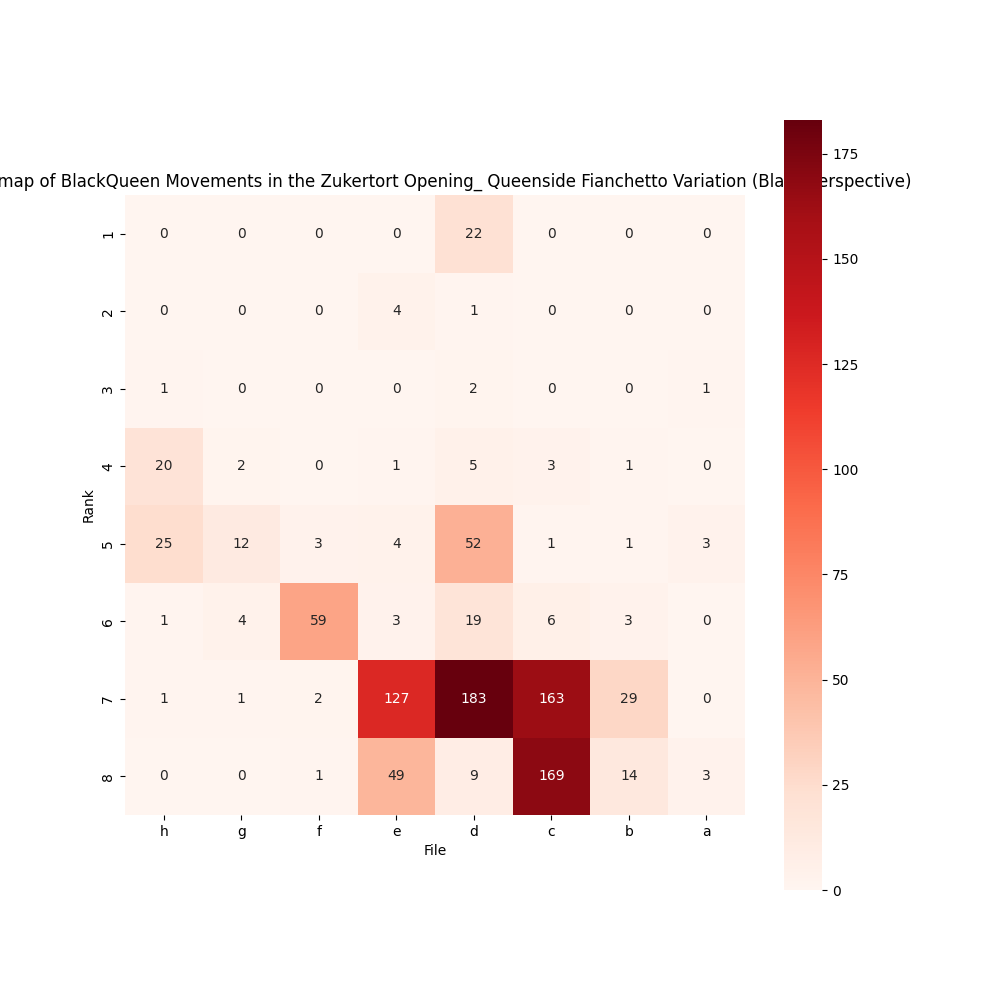 map of BlackQueen Movements in the Zukertort Opening_ Queenside Fianchetto Variation (Bla erspective)
1 0 0 0 0 22 0 0 0
2 0 0 0 4 1 0 0 0
3 1 0 0 0 2 0 0 1
4 20 2 0 1 5 3 1 0
Rank
5 25 12 3 4 52 1 1 3
6 1 4 59 3 19 6 3 0
7 1 1 2 127 183 163 29 0
8 0 0 1 49 9 169 14 3
h g f e d c b a
File
175
150
125
100
75
50
25
0